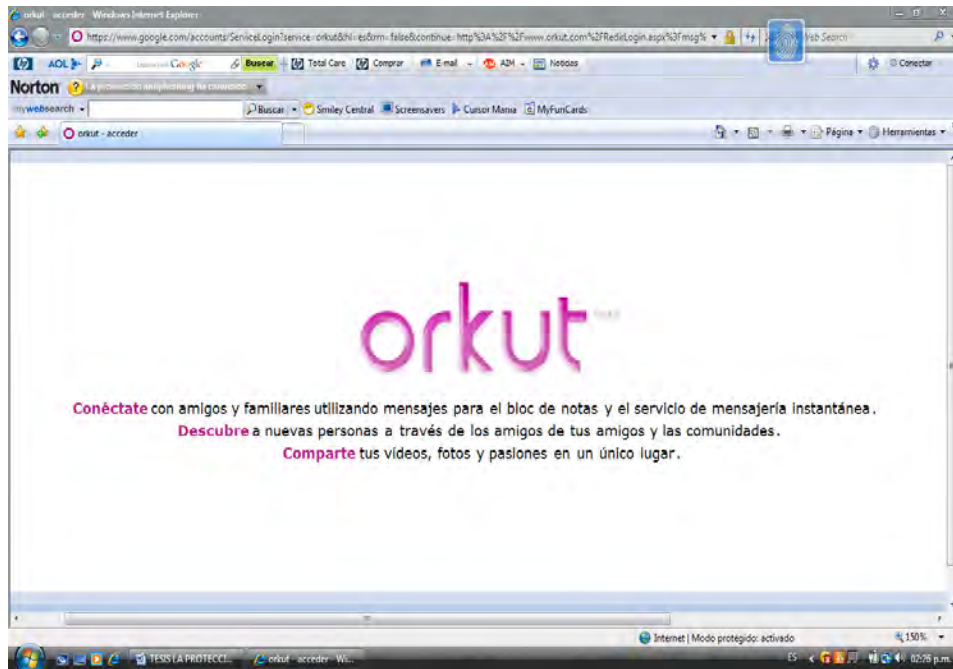 orkut - acceder - Windows Internet Explorer
https://www.google.com/accounts/ServiceLogin?service=orkut&hl=es&rm=false&continue=http%3A%2F%2Fwww.orkut.com%2FRedirLogin.aspx%3Fmsg%
Web Search
AOL
Google
Buscar
Total Care
Comprar
E-mail
AIM
Noticias
Conectar
Norton
mywebsearch
Buscar
Smiley Central
Screensavers
Cursor Mania
MyFunCards
orkut - acceder
Página
Herramientas
orkut
Conéctate con amigos y familiares utilizando mensajes para el bloc de notas y el servicio de mensajería instantánea.
Descubre a nuevas personas a través de los amigos de tus amigos y las comunidades.
Comparte tus vídeos, fotos y pasiones en un único lugar.
Internet | Modo protegido: activado
150%
TESIS LA PROTECCI...
orkut - acceder - Wi...
ES
02:26 p.m.